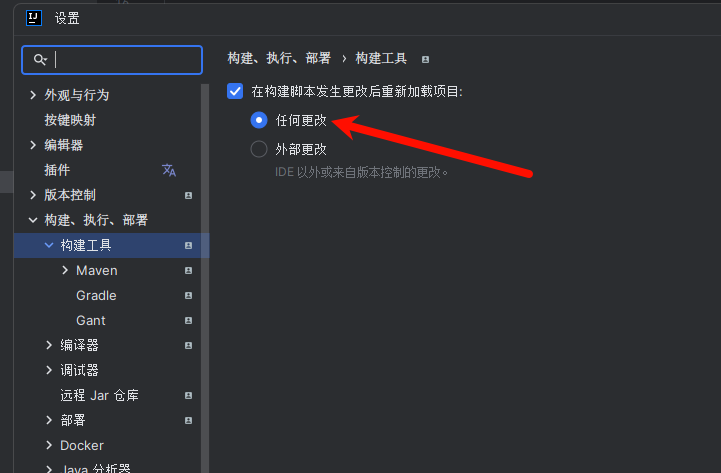 设置
外观与行为
按键映射
编辑器
插件
版本控制
构建、执行、部署
构建工具
Maven
Gradle
Gant
编译器
调试器
远程 Jar 仓库
部署
Docker
Java 分析器
构建、执行、部署 › 构建工具
在构建脚本发生更改后重新加载项目:
任何更改
外部更改
IDE 以外或来自版本控制的更改。